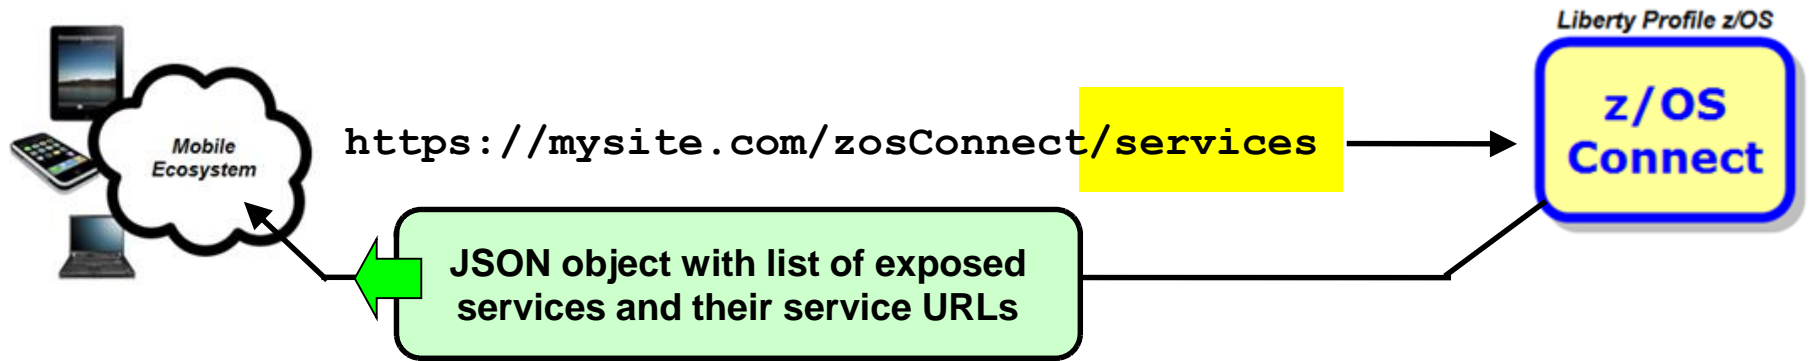 Liberty Profile z/OS
Mobile
Ecosystem
https://mysite.com/zosConnect/services
z/OS
Connect
JSON object with list of exposed
services and their service URLs